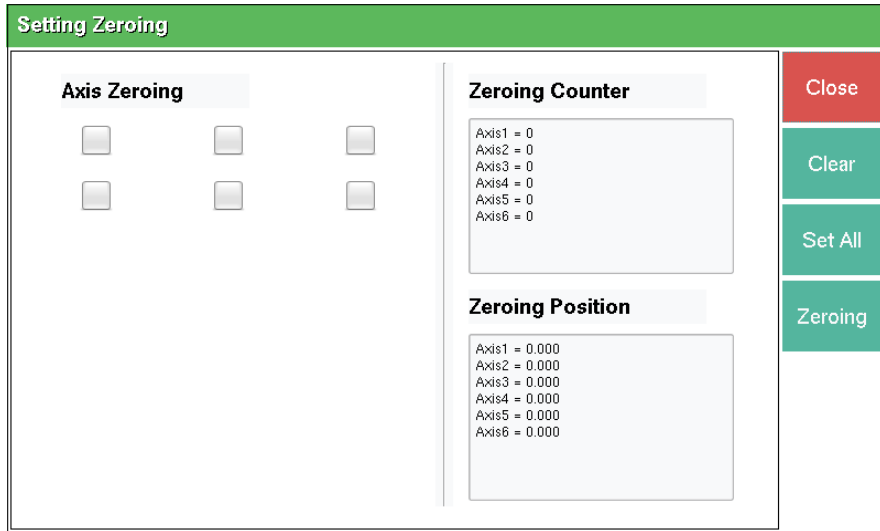 Setting Zeroing
Axis Zeroing
Zeroing Counter
Axis1 = 0
Axis2 = 0
Axis3 = 0
Axis4 = 0
Axis5 = 0
Axis6 = 0
Zeroing Position
Axis1 = 0.000
Axis2 = 0.000
Axis3 = 0.000
Axis4 = 0.000
Axis5 = 0.000
Axis6 = 0.000
Close
Clear
Set All
Zeroing